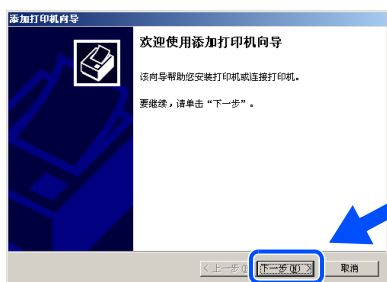 添加打印机向导
欢迎使用添加打印机向导
该向导帮助您安装打印机或连接打印机。
要继续，请单击“下一步”。
<上一步(B) 下一步(N) > 取消